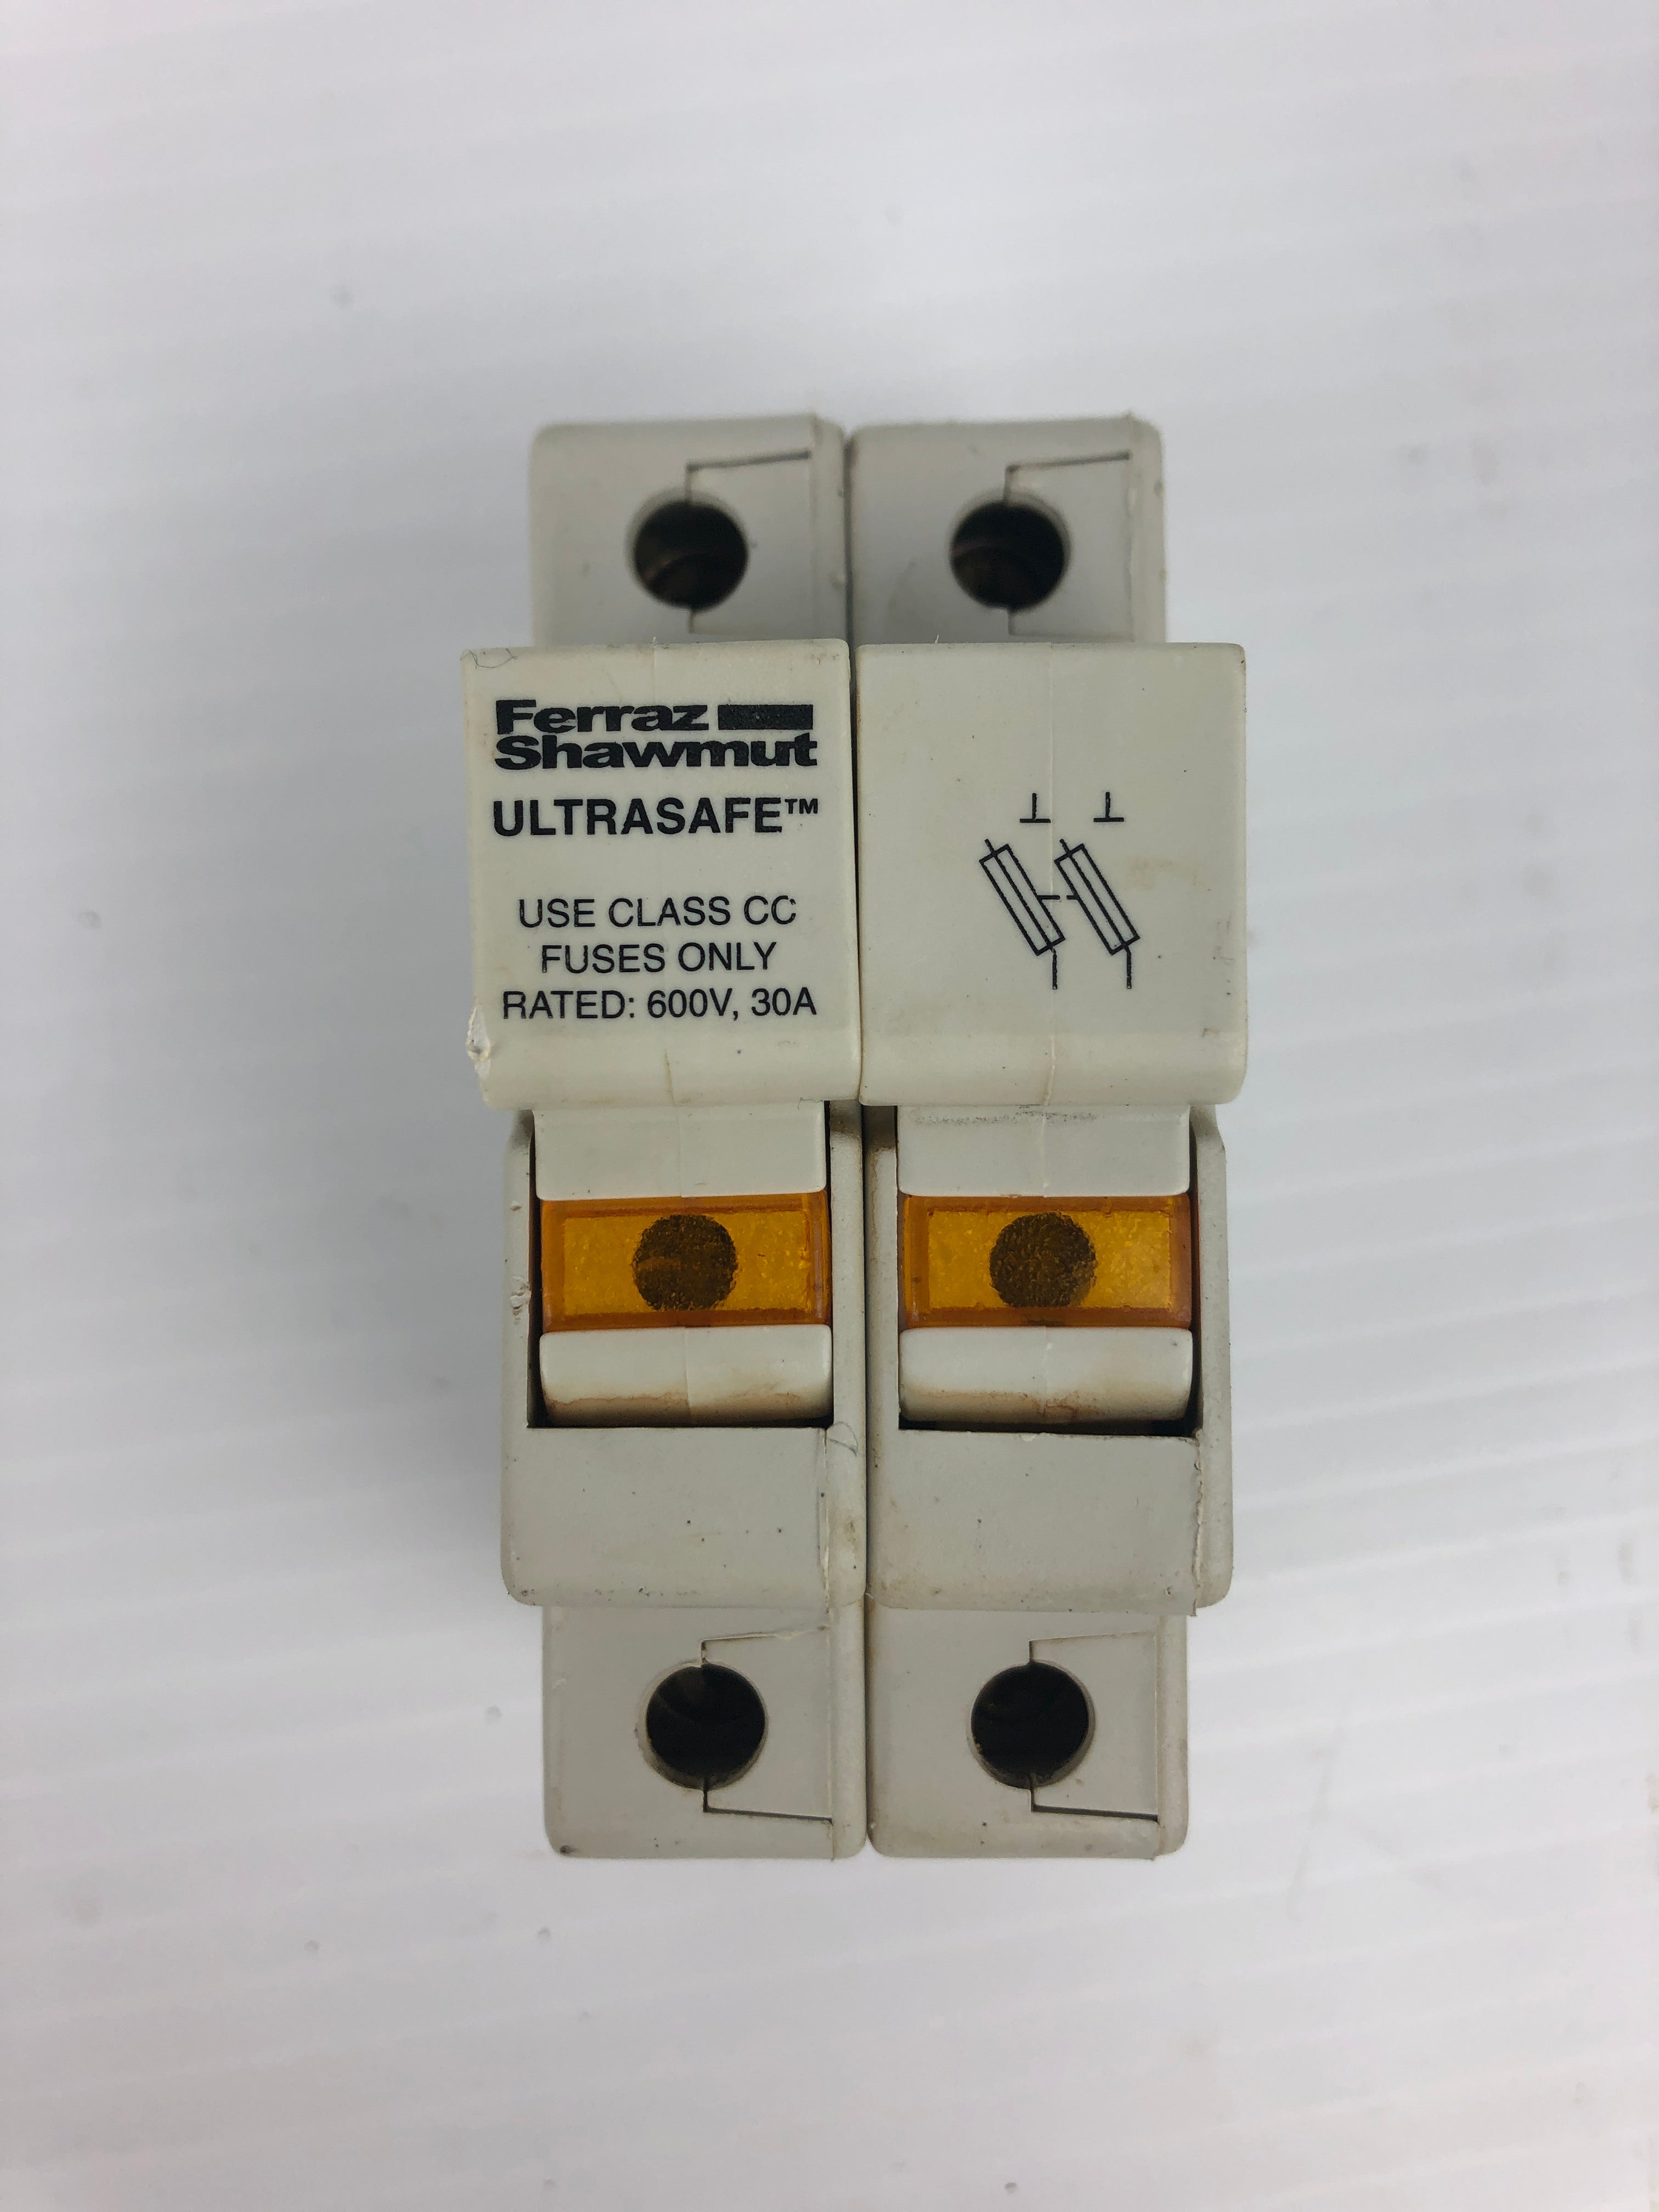 Ferraz
Shawmut
ULTRASAFE™
USE CLASS CC
FUSES ONLY
RATED: 600V, 30A